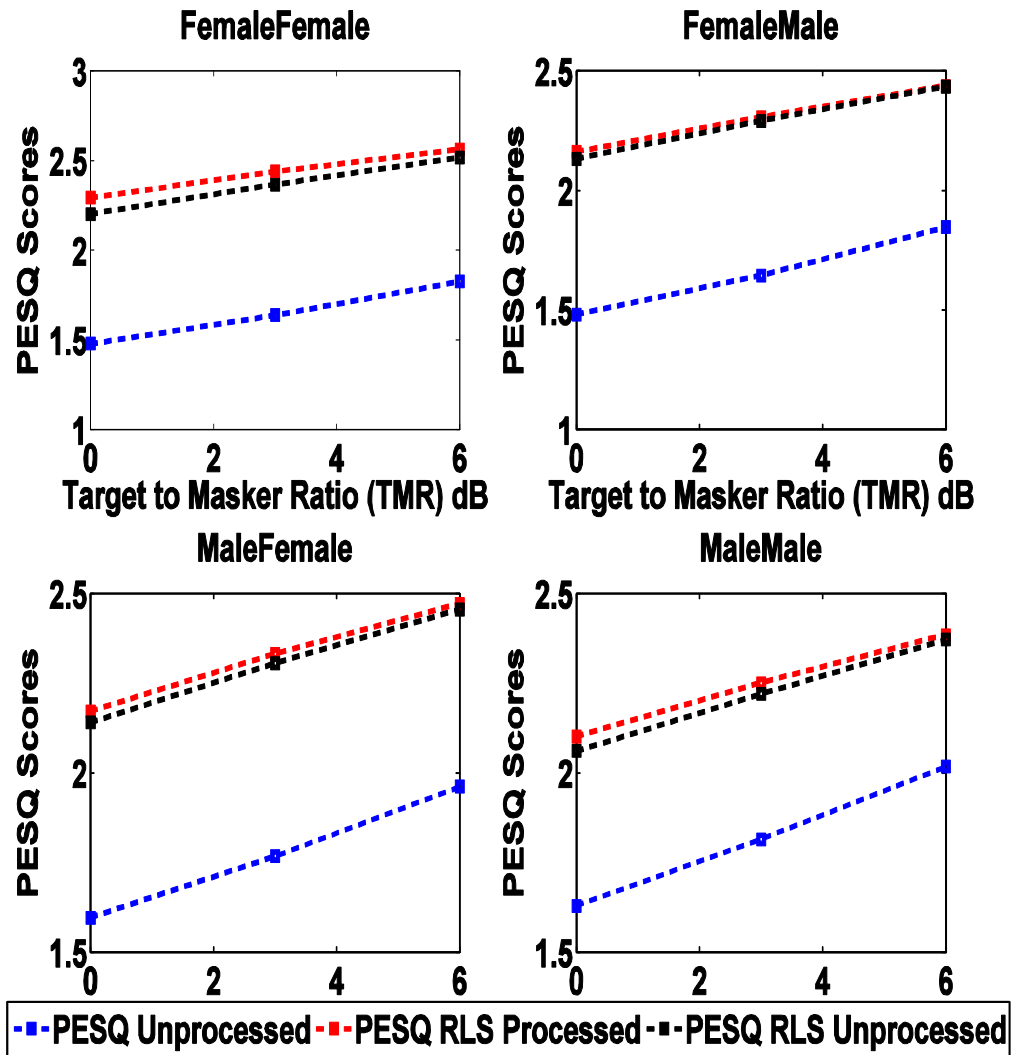 FemaleFemale
PESQ Scores
3
2.5
2
1.5
1
0 2 4 6
Target to Masker Ratio (TMR) dB
FemaleMale
PESQ Scores
2.5
2
1.5
1
0 2 4 6
Target to Masker Ratio (TMR) dB
MaleFemale
PESQ Scores
2.5
2
1.5
0 2 4 6
MaleMale
PESQ Scores
2.5
2
1.5
0 2 4 6
PESQ Unprocessed PESQ RLS Processed PESQ RLS Unprocessed